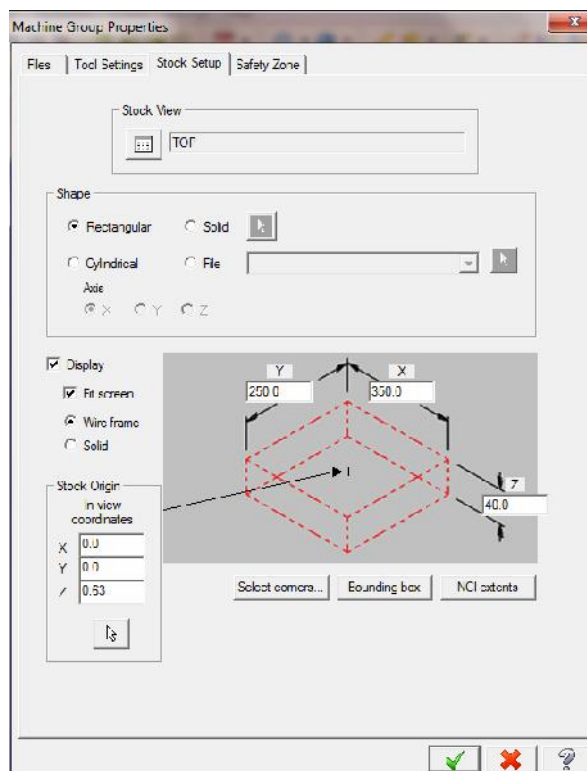 Machine Group Properties
Files Tool Settings Stock Setup Safety Zone
Stock View
TOP
Shape
Rectangular Solid
Cylindrical File
Axis
X Y Z
Display
Fit screen
Wire frame
Solid
Y X
250.0 350.0
Z
40.0
Stock Origin
In view
coordinates
X 0.0
Y 0.0
Z 0.63
Select corners... Bounding box NCI extents